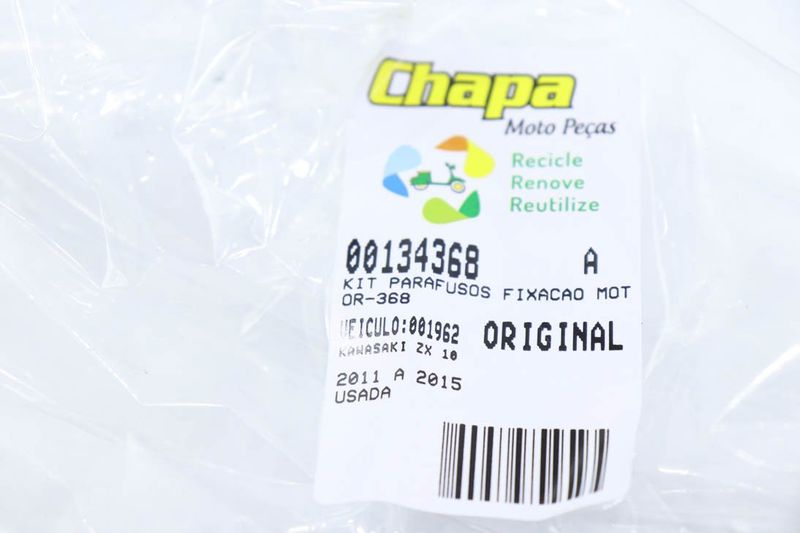 Chapa
Moto Peças
Recicle
Renove
Reutilize
00134368 A
KIT PARAFUSOS FIXACAO MOT
OR-368
VEICULO:001962 ORIGINAL
KAWASAKI ZX 10
2011 A 2015
USADA